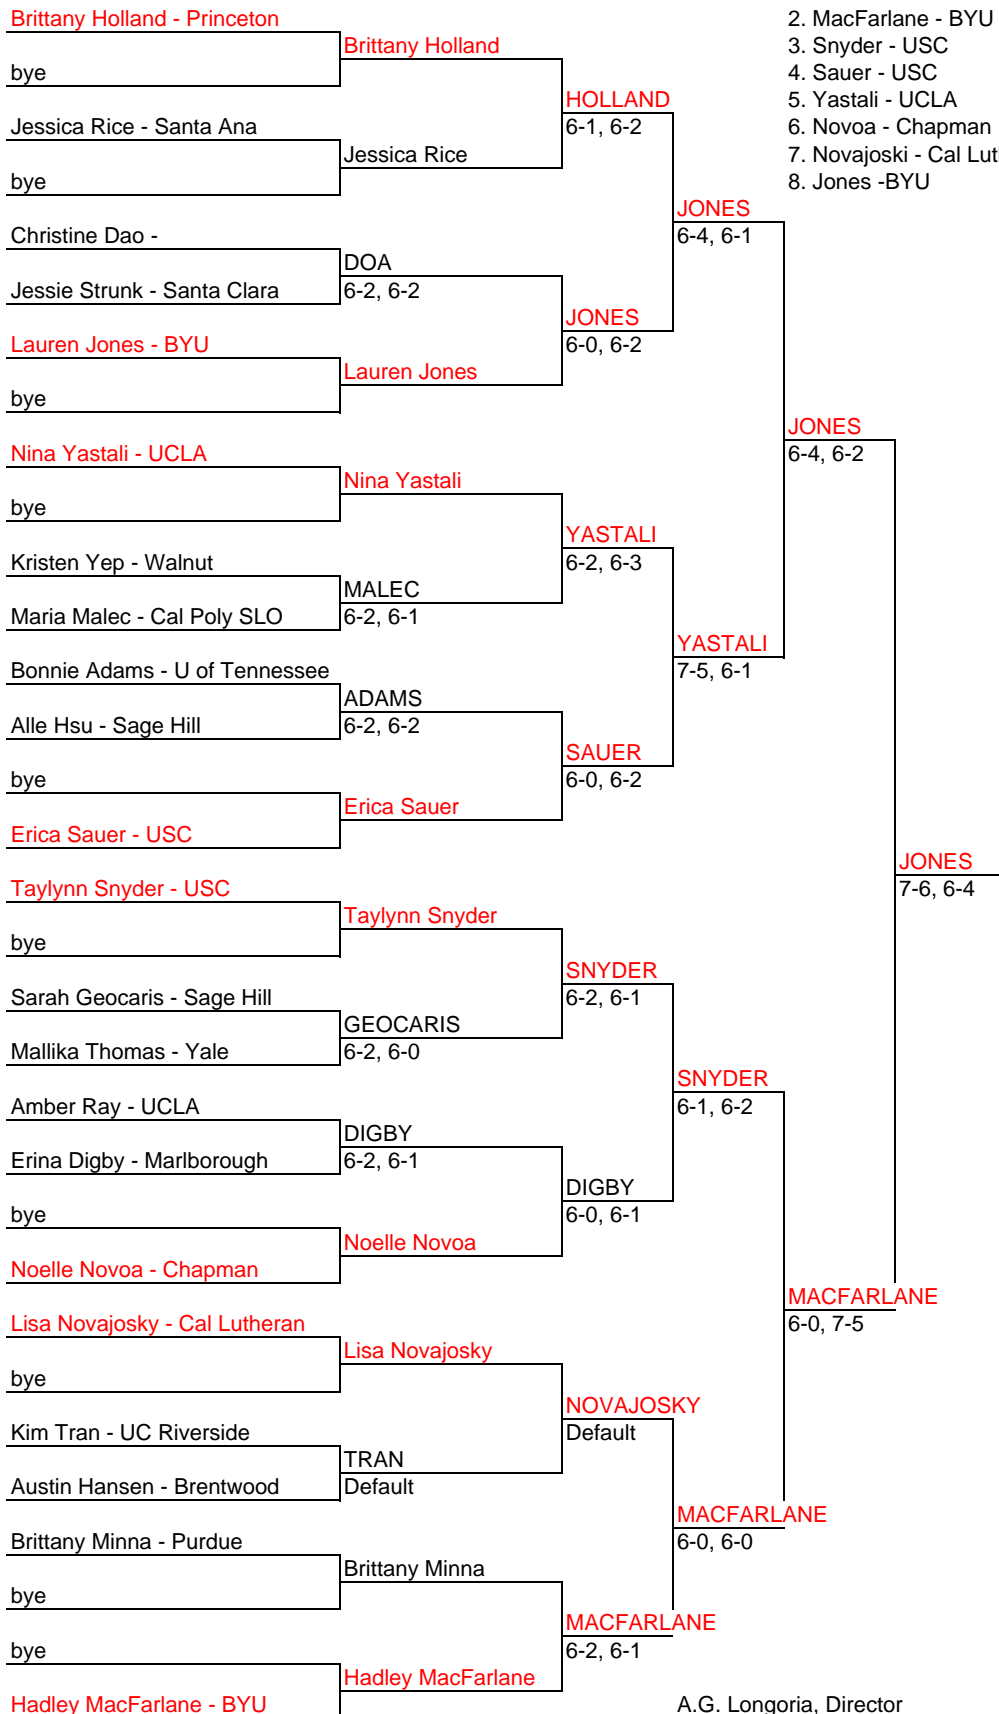 Brittany Holland - Princeton
2. MacFarlane - BYU
Brittany Holland
3. Snyder - USC
bye
4. Sauer - USC
HOLLAND
5. Yastali - UCLA
Jessica Rice - Santa Ana
6-1, 6-2
6. Novoa - Chapman
Jessica Rice
7. Novajoski - Cal Lut
bye
8. Jones -BYU
JONES
Christine Dao -
6-4, 6-1
DOA
Jessie Strunk - Santa Clara
6-2, 6-2
JONES
Lauren Jones - BYU
6-0, 6-2
Lauren Jones
bye
JONES
Nina Yastali - UCLA
6-4, 6-2
Nina Yastali
bye
YASTALI
Kristen Yep - Walnut
6-2, 6-3
MALEC
Maria Malec - Cal Poly SLO
6-2, 6-1
YASTALI
Bonnie Adams - U of Tennessee
7-5, 6-1
ADAMS
Alle Hsu - Sage Hill
6-2, 6-2
SAUER
bye
6-0, 6-2
Erica Sauer
Erica Sauer - USC
JONES
Taylynn Snyder - USC
7-6, 6-4
Taylynn Snyder
bye
SNYDER
Sarah Geocaris - Sage Hill
6-2, 6-1
GEOCARIS
Mallika Thomas - Yale
6-2, 6-0
SNYDER
Amber Ray - UCLA
6-1, 6-2
DIGBY
Erina Digby - Marlborough
6-2, 6-1
DIGBY
bye
6-0, 6-1
Noelle Novoa
Noelle Novoa - Chapman
MACFARLANE
Lisa Novajosky - Cal Lutheran
6-0, 7-5
Lisa Novajosky
bye
NOVAJOSKY
Kim Tran - UC Riverside
Default
TRAN
Austin Hansen - Brentwood
Default
MACFARLANE
Brittany Minna - Purdue
6-0, 6-0
Brittany Minna
bye
MACFARLANE
bye
6-2, 6-1
Hadley MacFarlane
Hadley MacFarlane - BYU
A.G. Longoria, Director